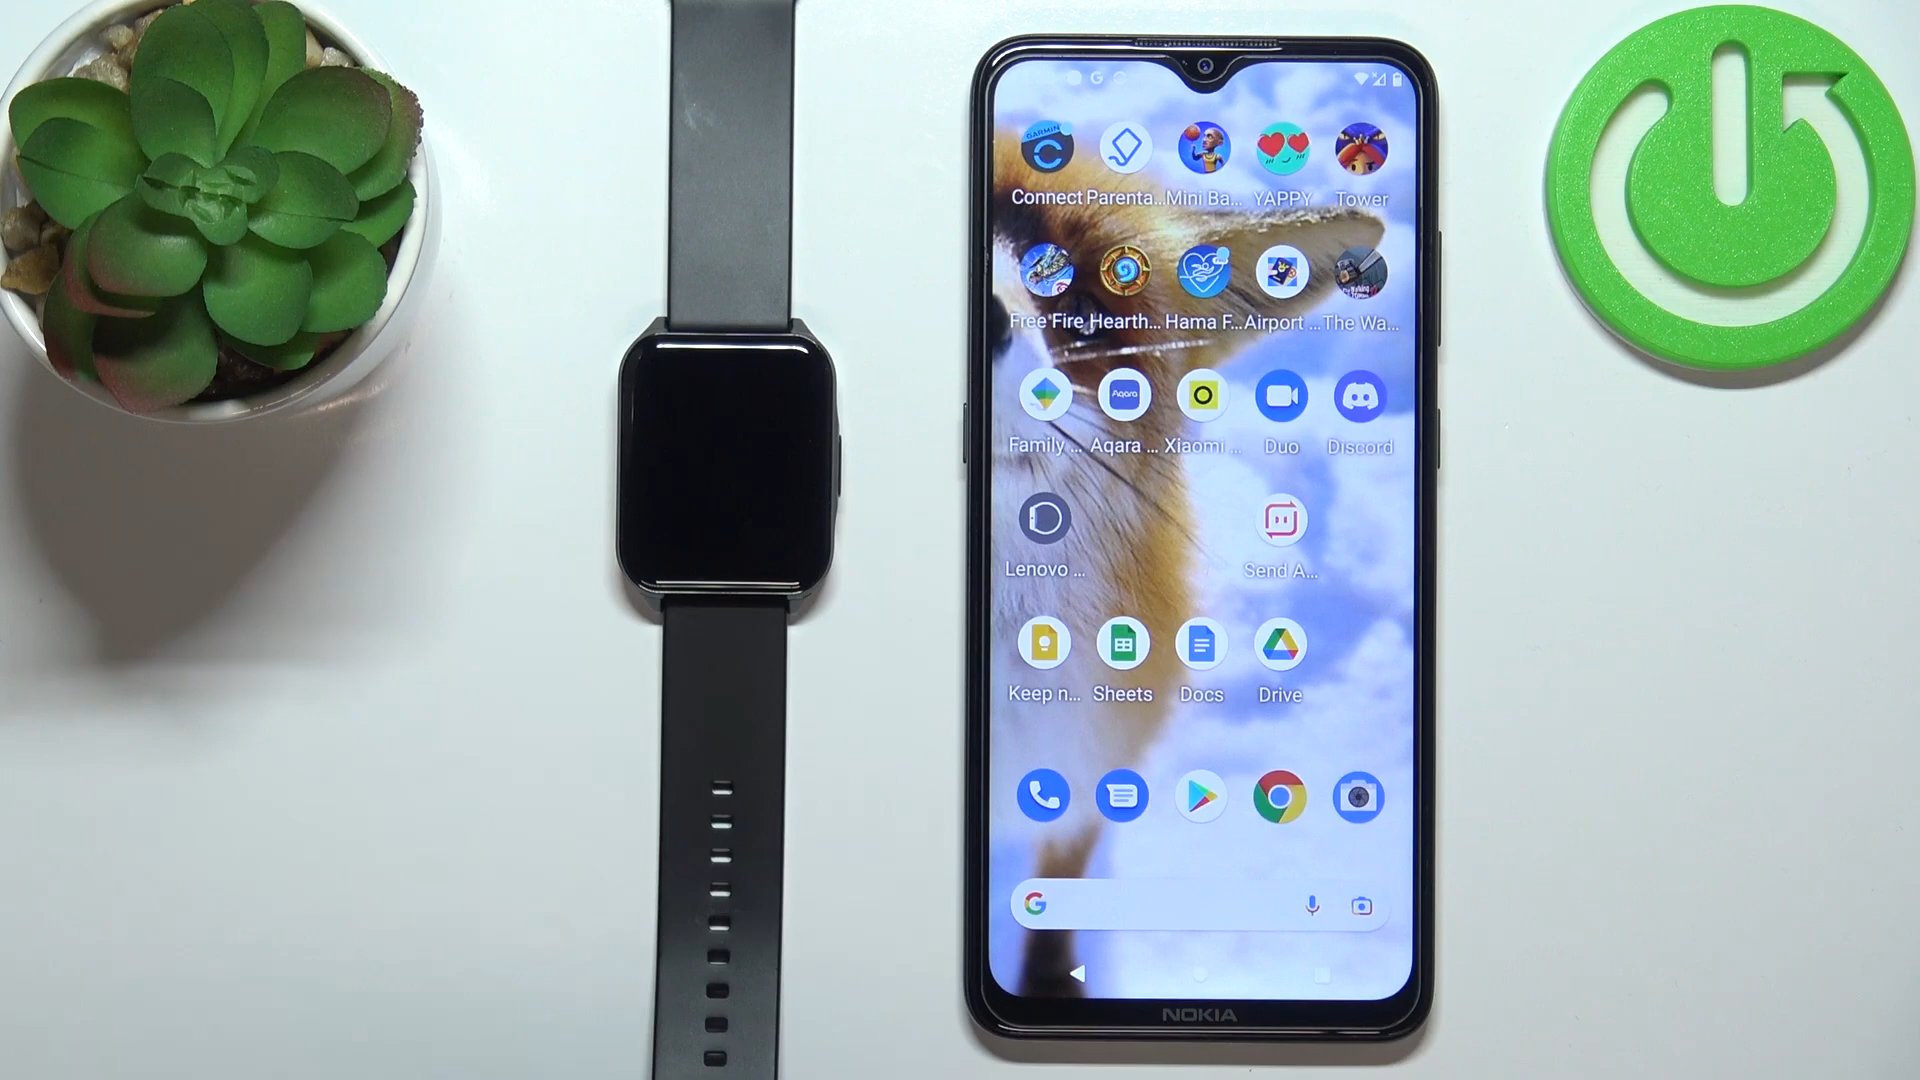 GARMIN
Connect Parenta... Mini Ba... YAPPY Tower
Free Fire Hearth... Hama F... Airport ... The Wa...
Aqara
Family ... Aqara ... Xiaomi ... Duo Discord
Lenovo ... Send A...
Keep n... Sheets Docs Drive
NOKIA